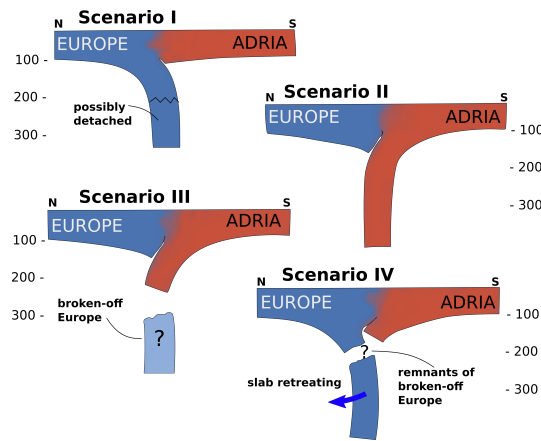 Scenario I
N
S
EUROPE
ADRIA
100 -
200 -
300 -
possibly
detached
Scenario II
N
S
EUROPE
ADRIA
- 100
- 200
- 300
Scenario III
N
S
EUROPE
ADRIA
100 -
200 -
300 -
broken-off
Europe
?
Scenario IV
N
S
EUROPE
ADRIA
- 100
- 200
- 300
?
slab retreating
remnants of
broken-off
Europe